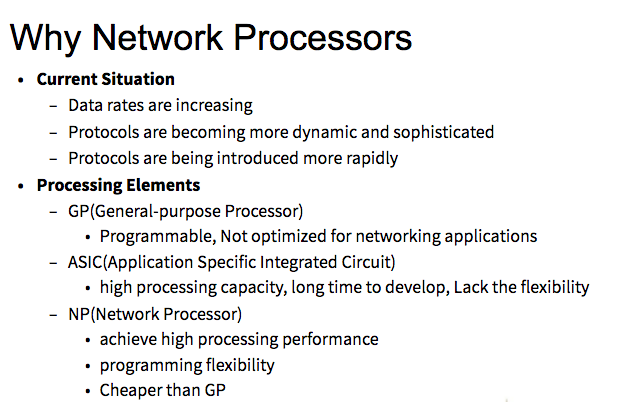 Why Network Processors
• Current Situation
– Data rates are increasing
– Protocols are becoming more dynamic and sophisticated
– Protocols are being introduced more rapidly
• Processing Elements
– GP(General-purpose Processor)
• Programmable, Not optimized for networking applications
– ASIC(Application Specific Integrated Circuit)
• high processing capacity, long time to develop, Lack the flexibility
– NP(Network Processor)
• achieve high processing performance
• programming flexibility
• Cheaper than GP